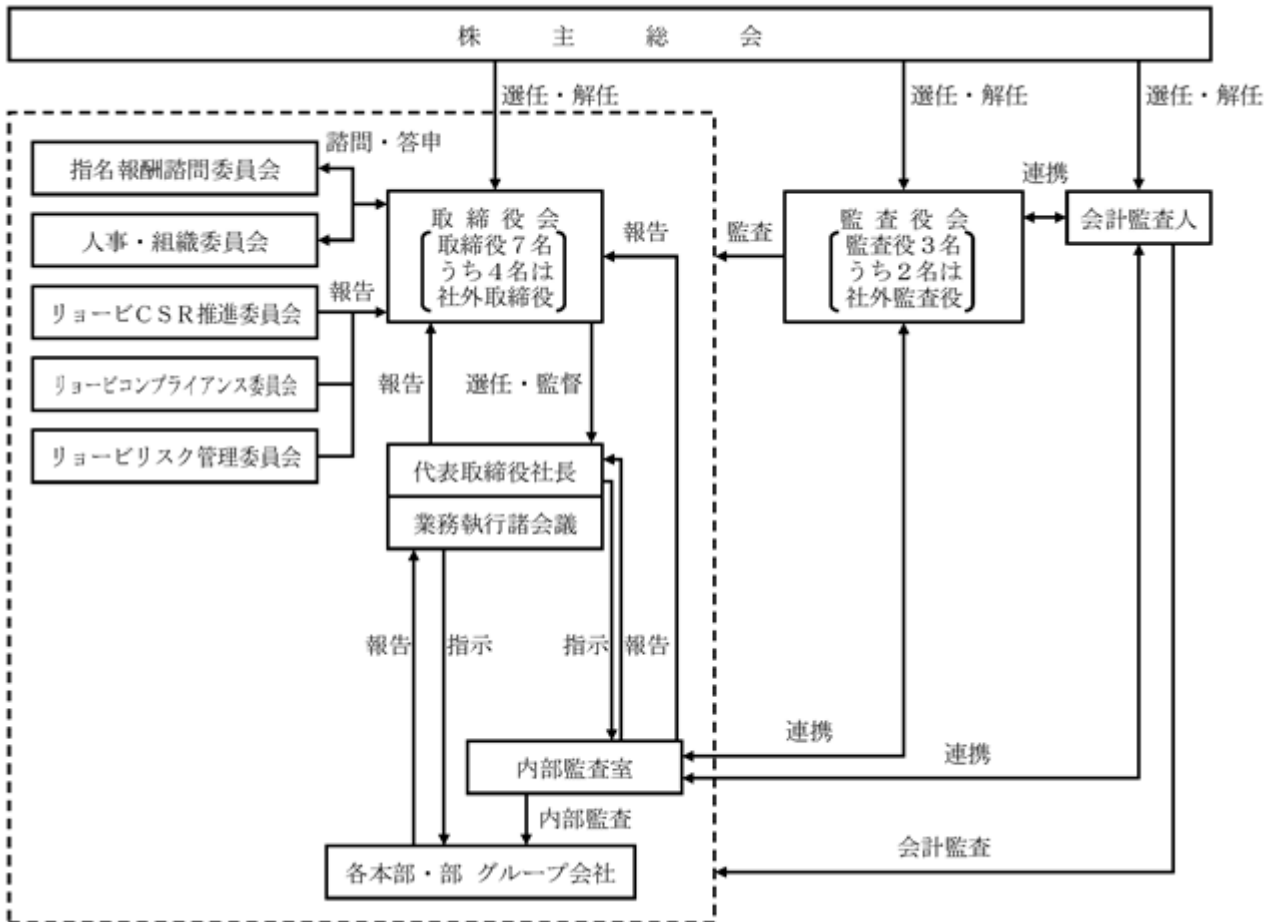 株主総会
選任・解任
選任・解任
選任・解任
諮問・答申
指名報酬諮問委員会
人事・組織委員会
報告
リョービCSR推進委員会
リョービコンプライアンス委員会
リョービリスク管理委員会
取締役会
取締役7名
うち4名は
社外取締役
報告
監査
監査役会
監査役3名
うち2名は
社外監査役
連携
会計監査人
報告
選任・監督
代表取締役社長
業務執行諸会議
報告
指示
指示
報告
連携
連携
内部監査室
内部監査
会計監査
各本部・部 グループ会社